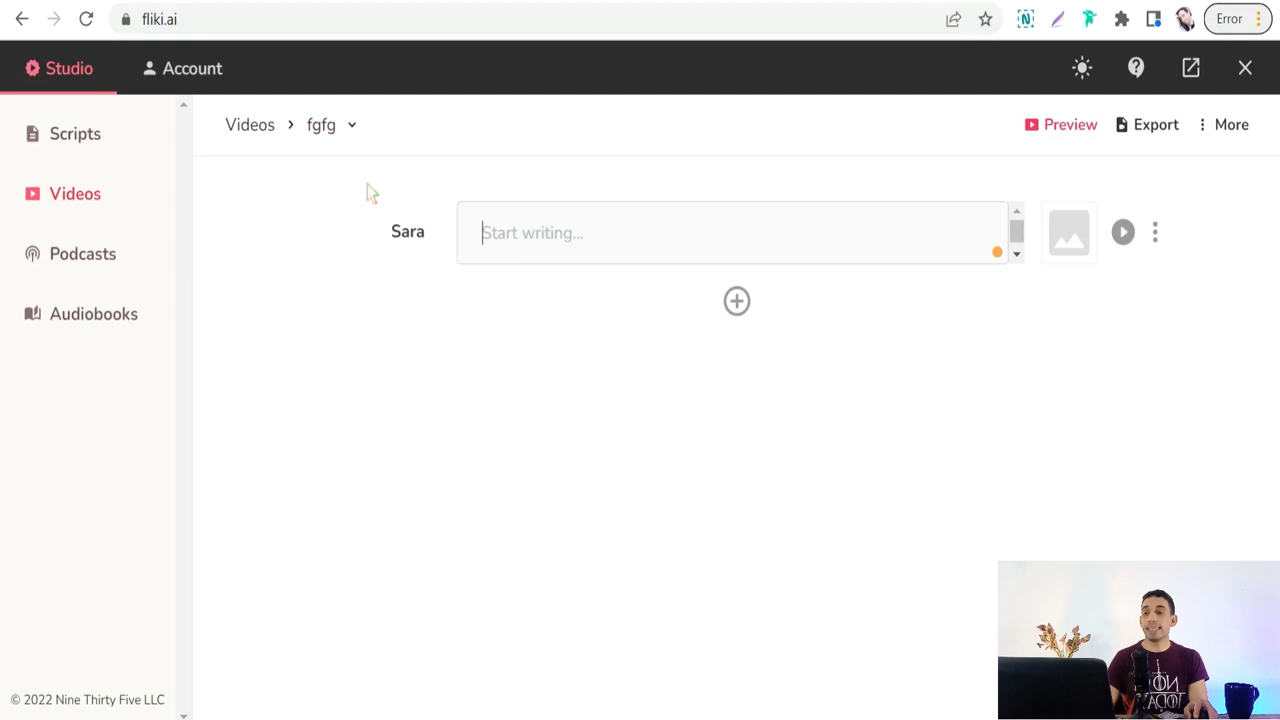 fliki.ai
Error
Studio
Account
Scripts
Videos
Podcasts
Audiobooks
Videos > fgfg
Preview
Export
More
Sara
Start writing...
© 2022 Nine Thirty Five LLC